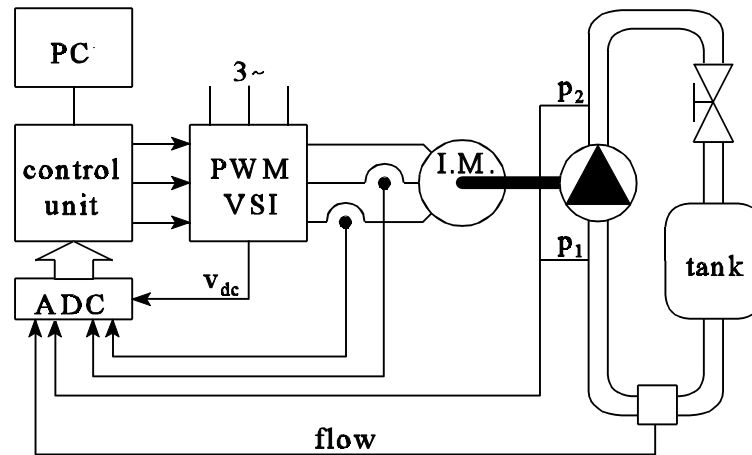 PC
3~
p2
control
unit
PWM
VSI
I.M.
p1
tank
vdc
ADC
flow